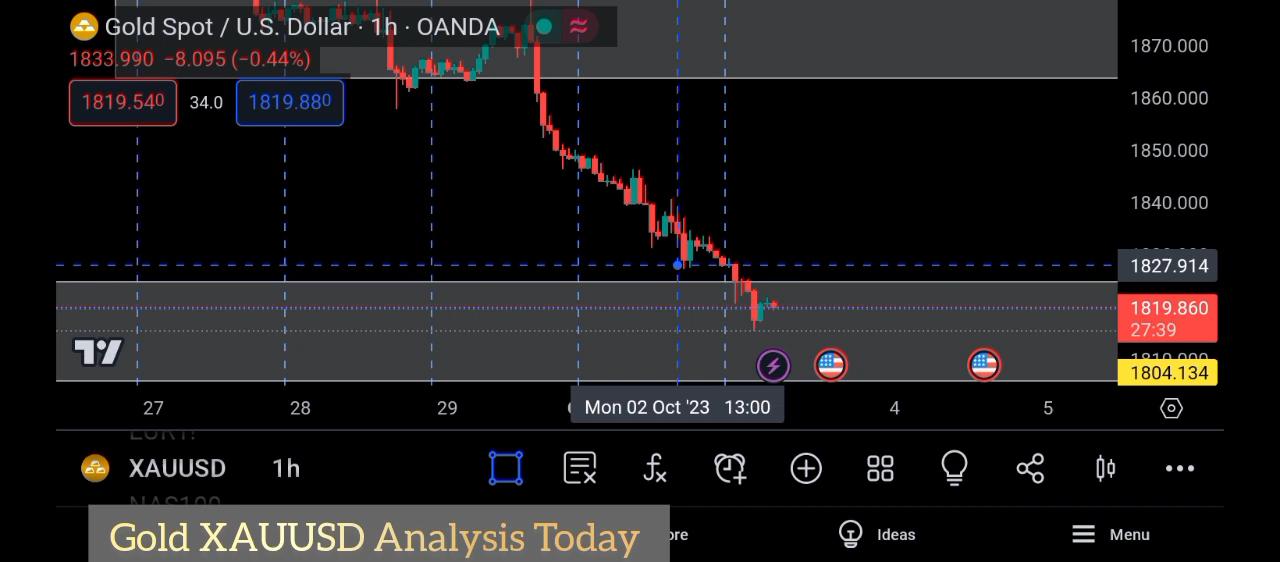 Gold Spot / U.S. Dollar · 1h · OANDA
1833.990 −8.095 (−0.44%)
1819.540 34.0 1819.880
1870.000
1860.000
1850.000
1840.000
1827.914
1819.860
27:39
1804.134
27 28 29 Mon 02 Oct '23 13:00 4 5
XAUUSD 1h
Gold XAUUSD Analysis Today
Ideas
Menu